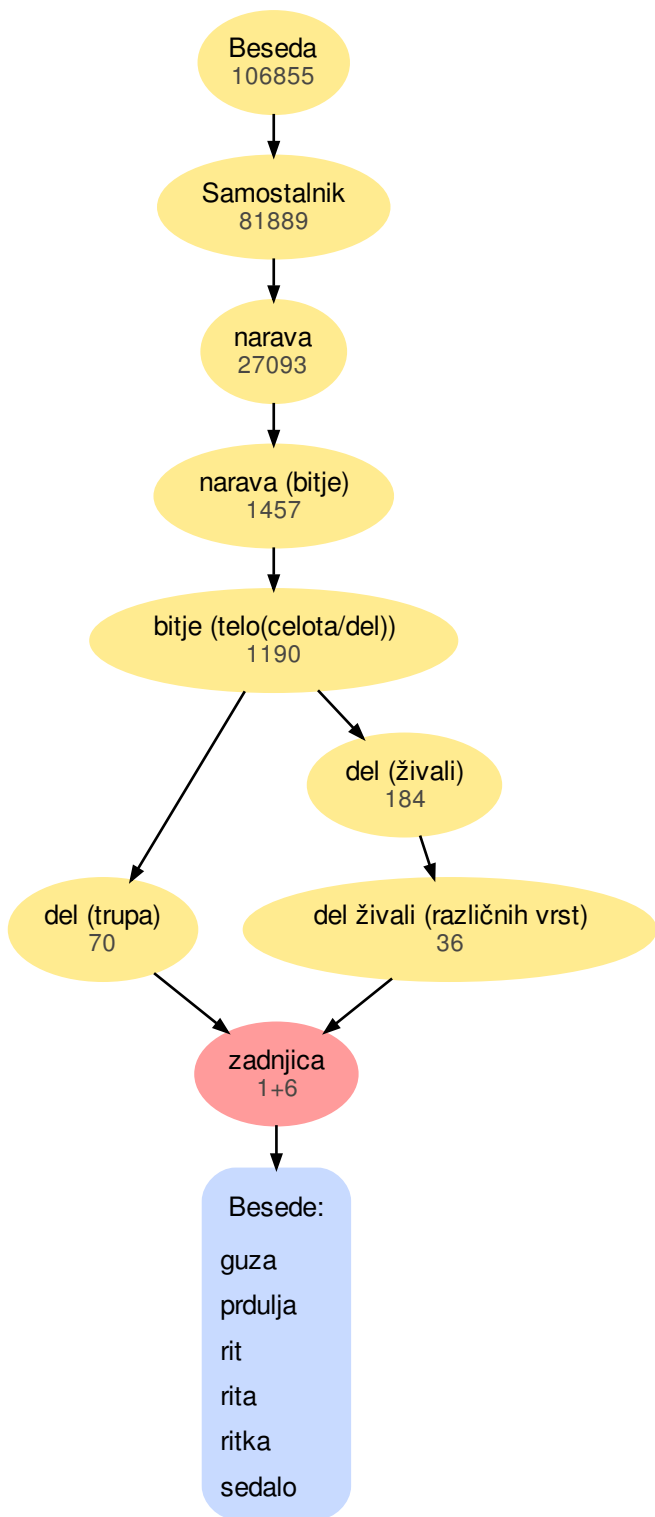 Beseda
106855
Samostalnik
81889
narava
27093
narava (bitje)
1457
bitje (telo(celota/del))
1190
del (živali)
184
del (trupa)
70
del živali (različnih vrst)
36
zadnjica
1+6
Besede:
guza
prdulja
rit
rita
ritka
sedalo